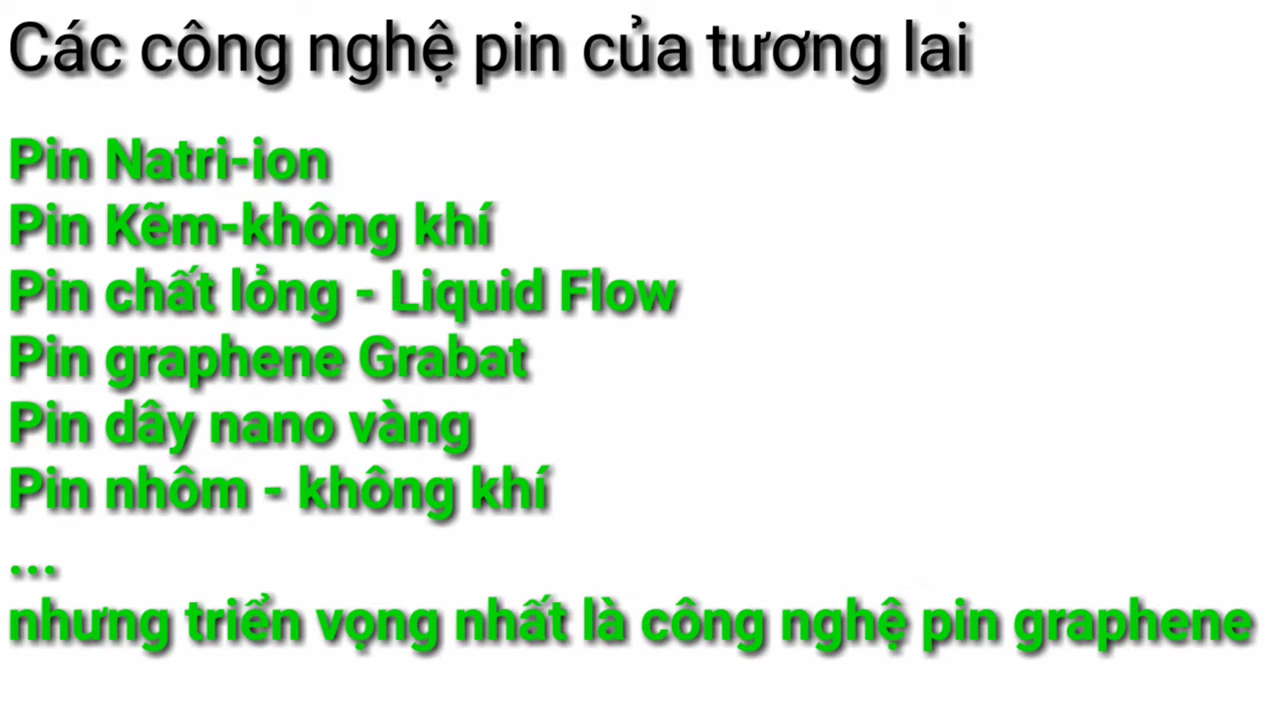 Các công nghệ pin của tương lai
Pin Natri-ion
Pin Kẽm-không khí
Pin chất lỏng - Liquid Flow
Pin graphene Grabat
Pin dây nano vàng
Pin nhôm - không khí
...
nhưng triển vọng nhất là công nghệ pin graphene